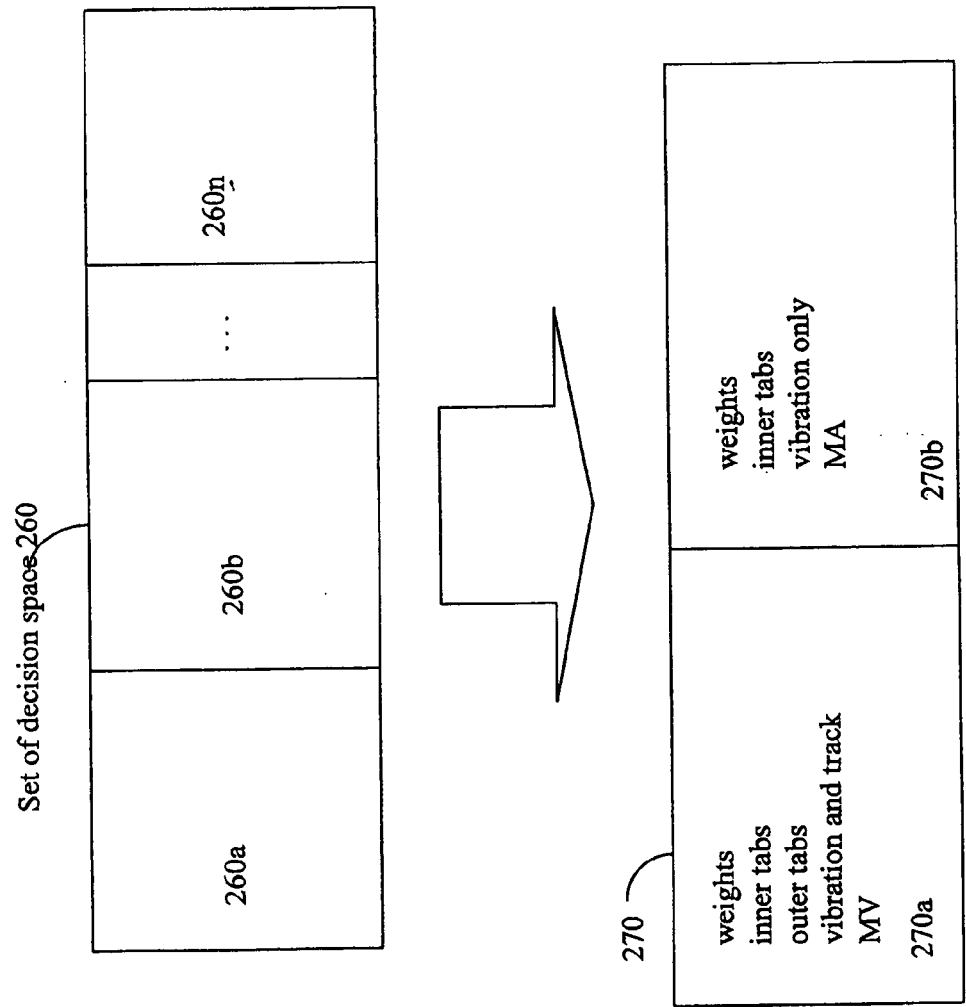 Set of decision space 260
260a
260b
...
260n
270
weights
inner tabs
outer tabs
vibration and track
MV
270a
weights
inner tabs
vibration only
MA
270b